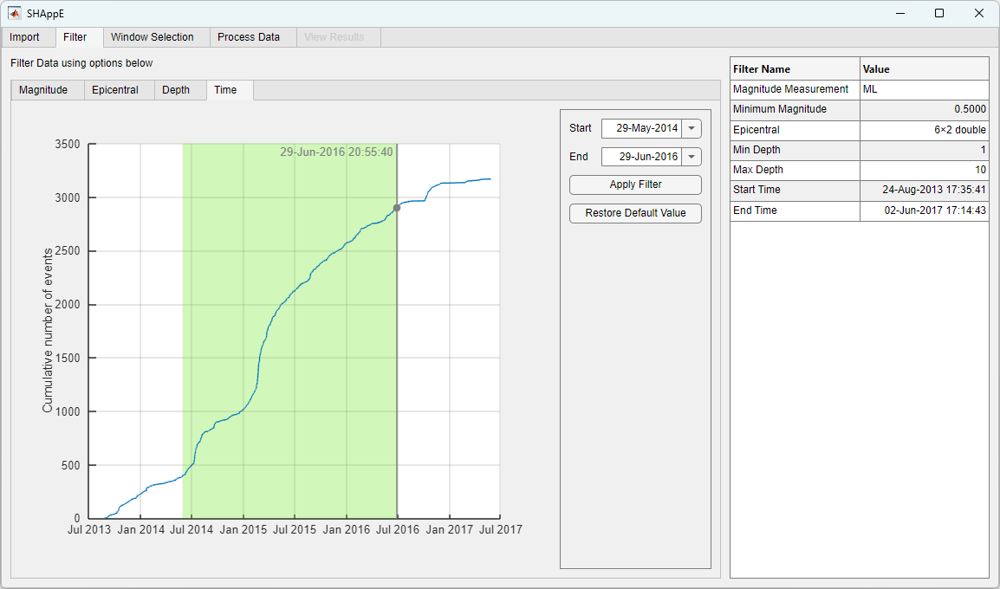 SHAppE
Import Filter Window Selection Process Data View Results
Filter Data using options below
Magnitude Epicentral Depth Time
29-Jun-2016 20:55:40
Cumulative number of events
3500
3000
2500
2000
1500
1000
500
0
Jul 2013 Jan 2014 Jul 2014 Jan 2015 Jul 2015 Jan 2016 Jul 2016 Jan 2017 Jul 2017
Start 29-May-2014
End 29-Jun-2016
Apply Filter
Restore Default Value
Filter Name Value
Magnitude Measurement ML
Minimum Magnitude 0.5000
Epicentral 6×2 double
Min Depth 1
Max Depth 10
Start Time 24-Aug-2013 17:35:41
End Time 02-Jun-2017 17:14:43